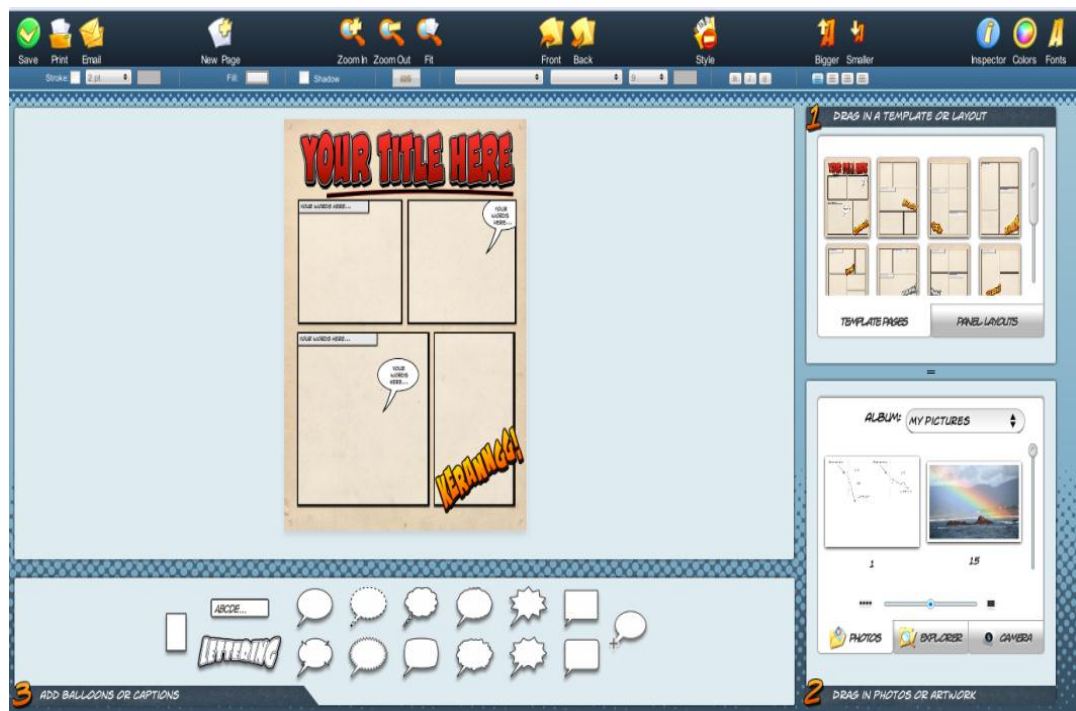 Save Print Email New Page Zoom In Zoom Out Fit Front Back Style Bigger Smaller Inspector Colors Fonts
Stroke: 2 pt. Fill: Shadow 9 B I U
1 DRAG IN A TEMPLATE OR LAYOUT
YOUR TITLE HERE
YOUR WORDS HERE...
YOUR
WORDS
HERE...
YOUR WORDS HERE...
YOUR
WORDS
HERE...
KERANNGG!
TEMPLATE PAGES PANEL LAYOUTS
ALBUM: MY PICTURES
1 15
PHOTOS EXPLORER CAMERA
2 DRAG IN PHOTOS OR ARTWORK
ABCDE...
LETTERING
3 ADD BALLOONS OR CAPTIONS